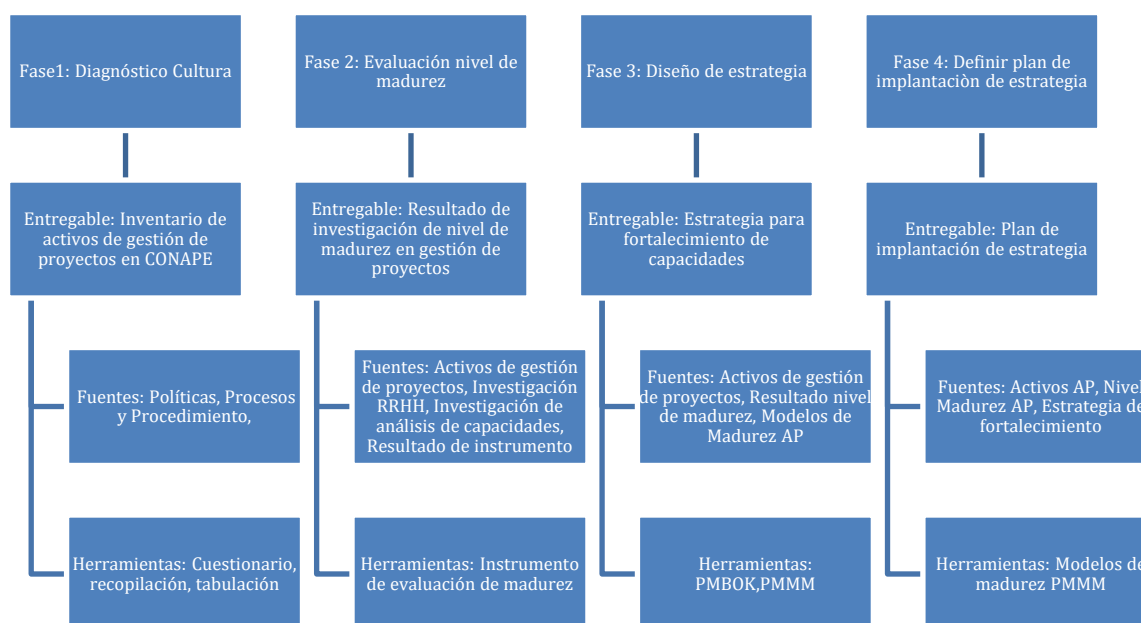 Fase1: Diagnóstico Cultura
Fase 2: Evaluación nivel de
madurez
Fase 3: Diseño de estrategia
Fase 4: Definir plan de
implantaciòn de estrategia
Entregable: Inventario de
activos de gestión de
proyectos en CONAPE
Entregable: Resultado de
investigación de nivel de
madurez en gestión de
proyectos
Entregable: Estrategia para
fortalecimiento de
capacidades
Entregable: Plan de
implantación de estrategia
Fuentes: Políticas, Procesos
y Procedimiento,
Fuentes: Activos de gestión
de proyectos, Investigación
RRHH, Investigación de
análisis de capacidades,
Resultado de instrumento
Fuentes: Activos de gestión
de proyectos, Resultado nivel
de madurez, Modelos de
Madurez AP
Fuentes: Activos AP, Nivel
Madurez AP, Estrategia de
fortalecimiento
Herramientas: Cuestionario,
recopilación, tabulación
Herramientas: Instrumento
de evaluación de madurez
Herramientas:
PMBOK,PMMM
Herramientas: Modelos de
madurez PMMM